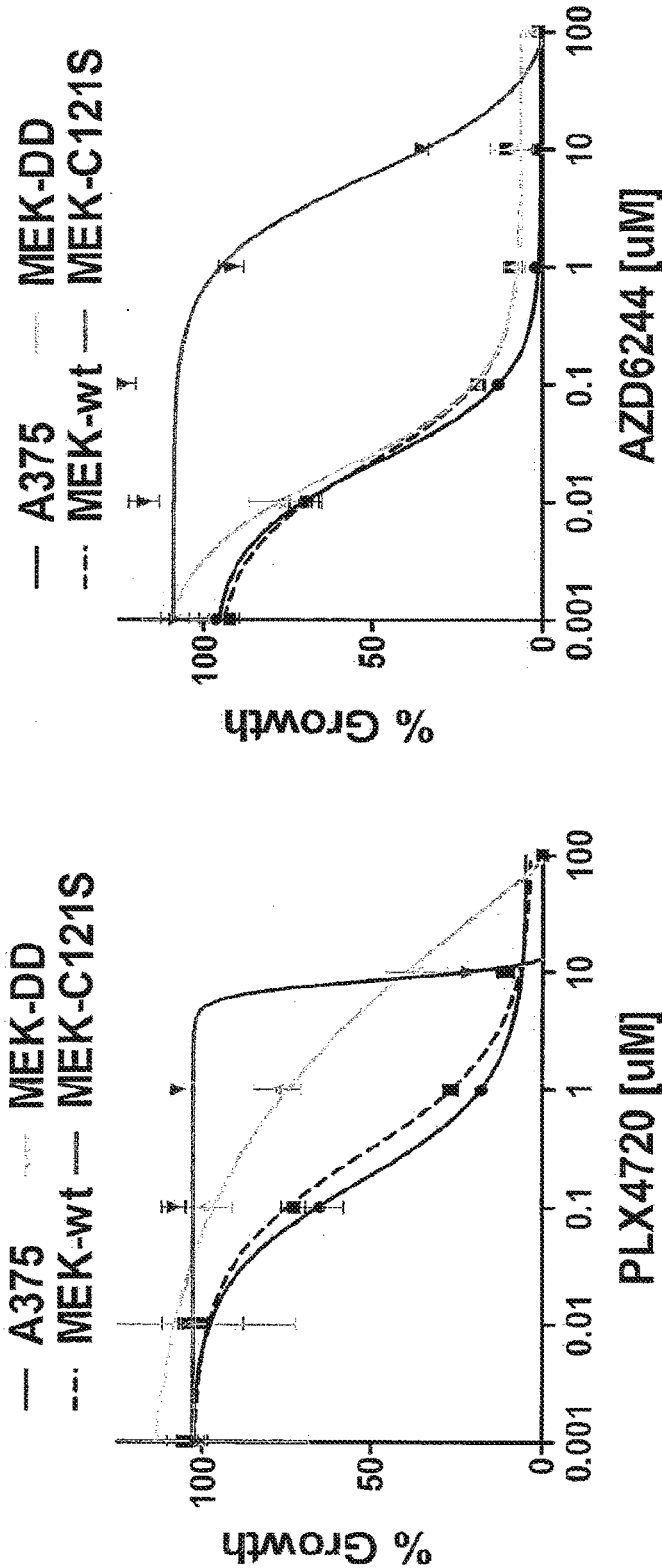 A375 MEK-DD
MEK-wt MEK-C121S
% Growth
100
50
0
0.001 0.01 0.1 1 10 100
PLX4720 [uM]
A375 MEK-DD
MEK-wt MEK-C121S
% Growth
100
50
0
0.001 0.01 0.1 1 10 100
AZD6244 [uM]